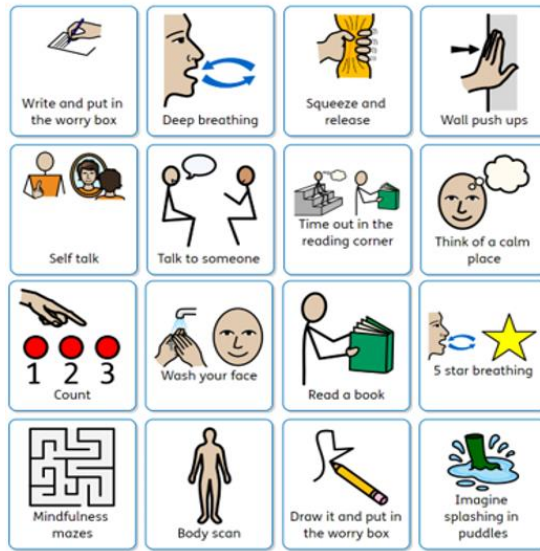 Write and put in
the worry box
Deep breathing
Squeeze and
release
Wall push ups
Self talk
Talk to someone
Time out in the
reading corner
Think of a calm
place
1 2 3
Count
Wash your face
Read a book
5 star breathing
Mindfulness
mazes
Body scan
Draw it and put in
the worry box
Imagine
splashing in
puddles